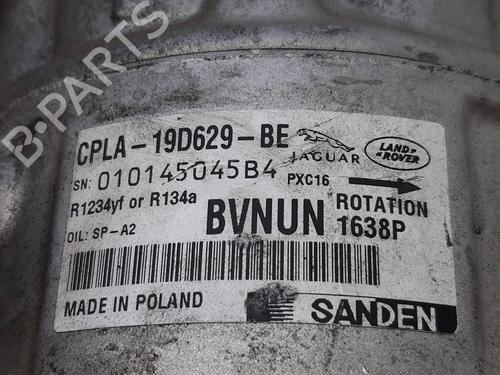 B-PARTS
CPLA-19D629-BE
JAGUAR
LAND ROVER
SN: 010145045B4
PXC16
R1234yf or R134a
BVNUN
ROTATION
OIL: SP-A2
1638P
MADE IN POLAND
SANDEN